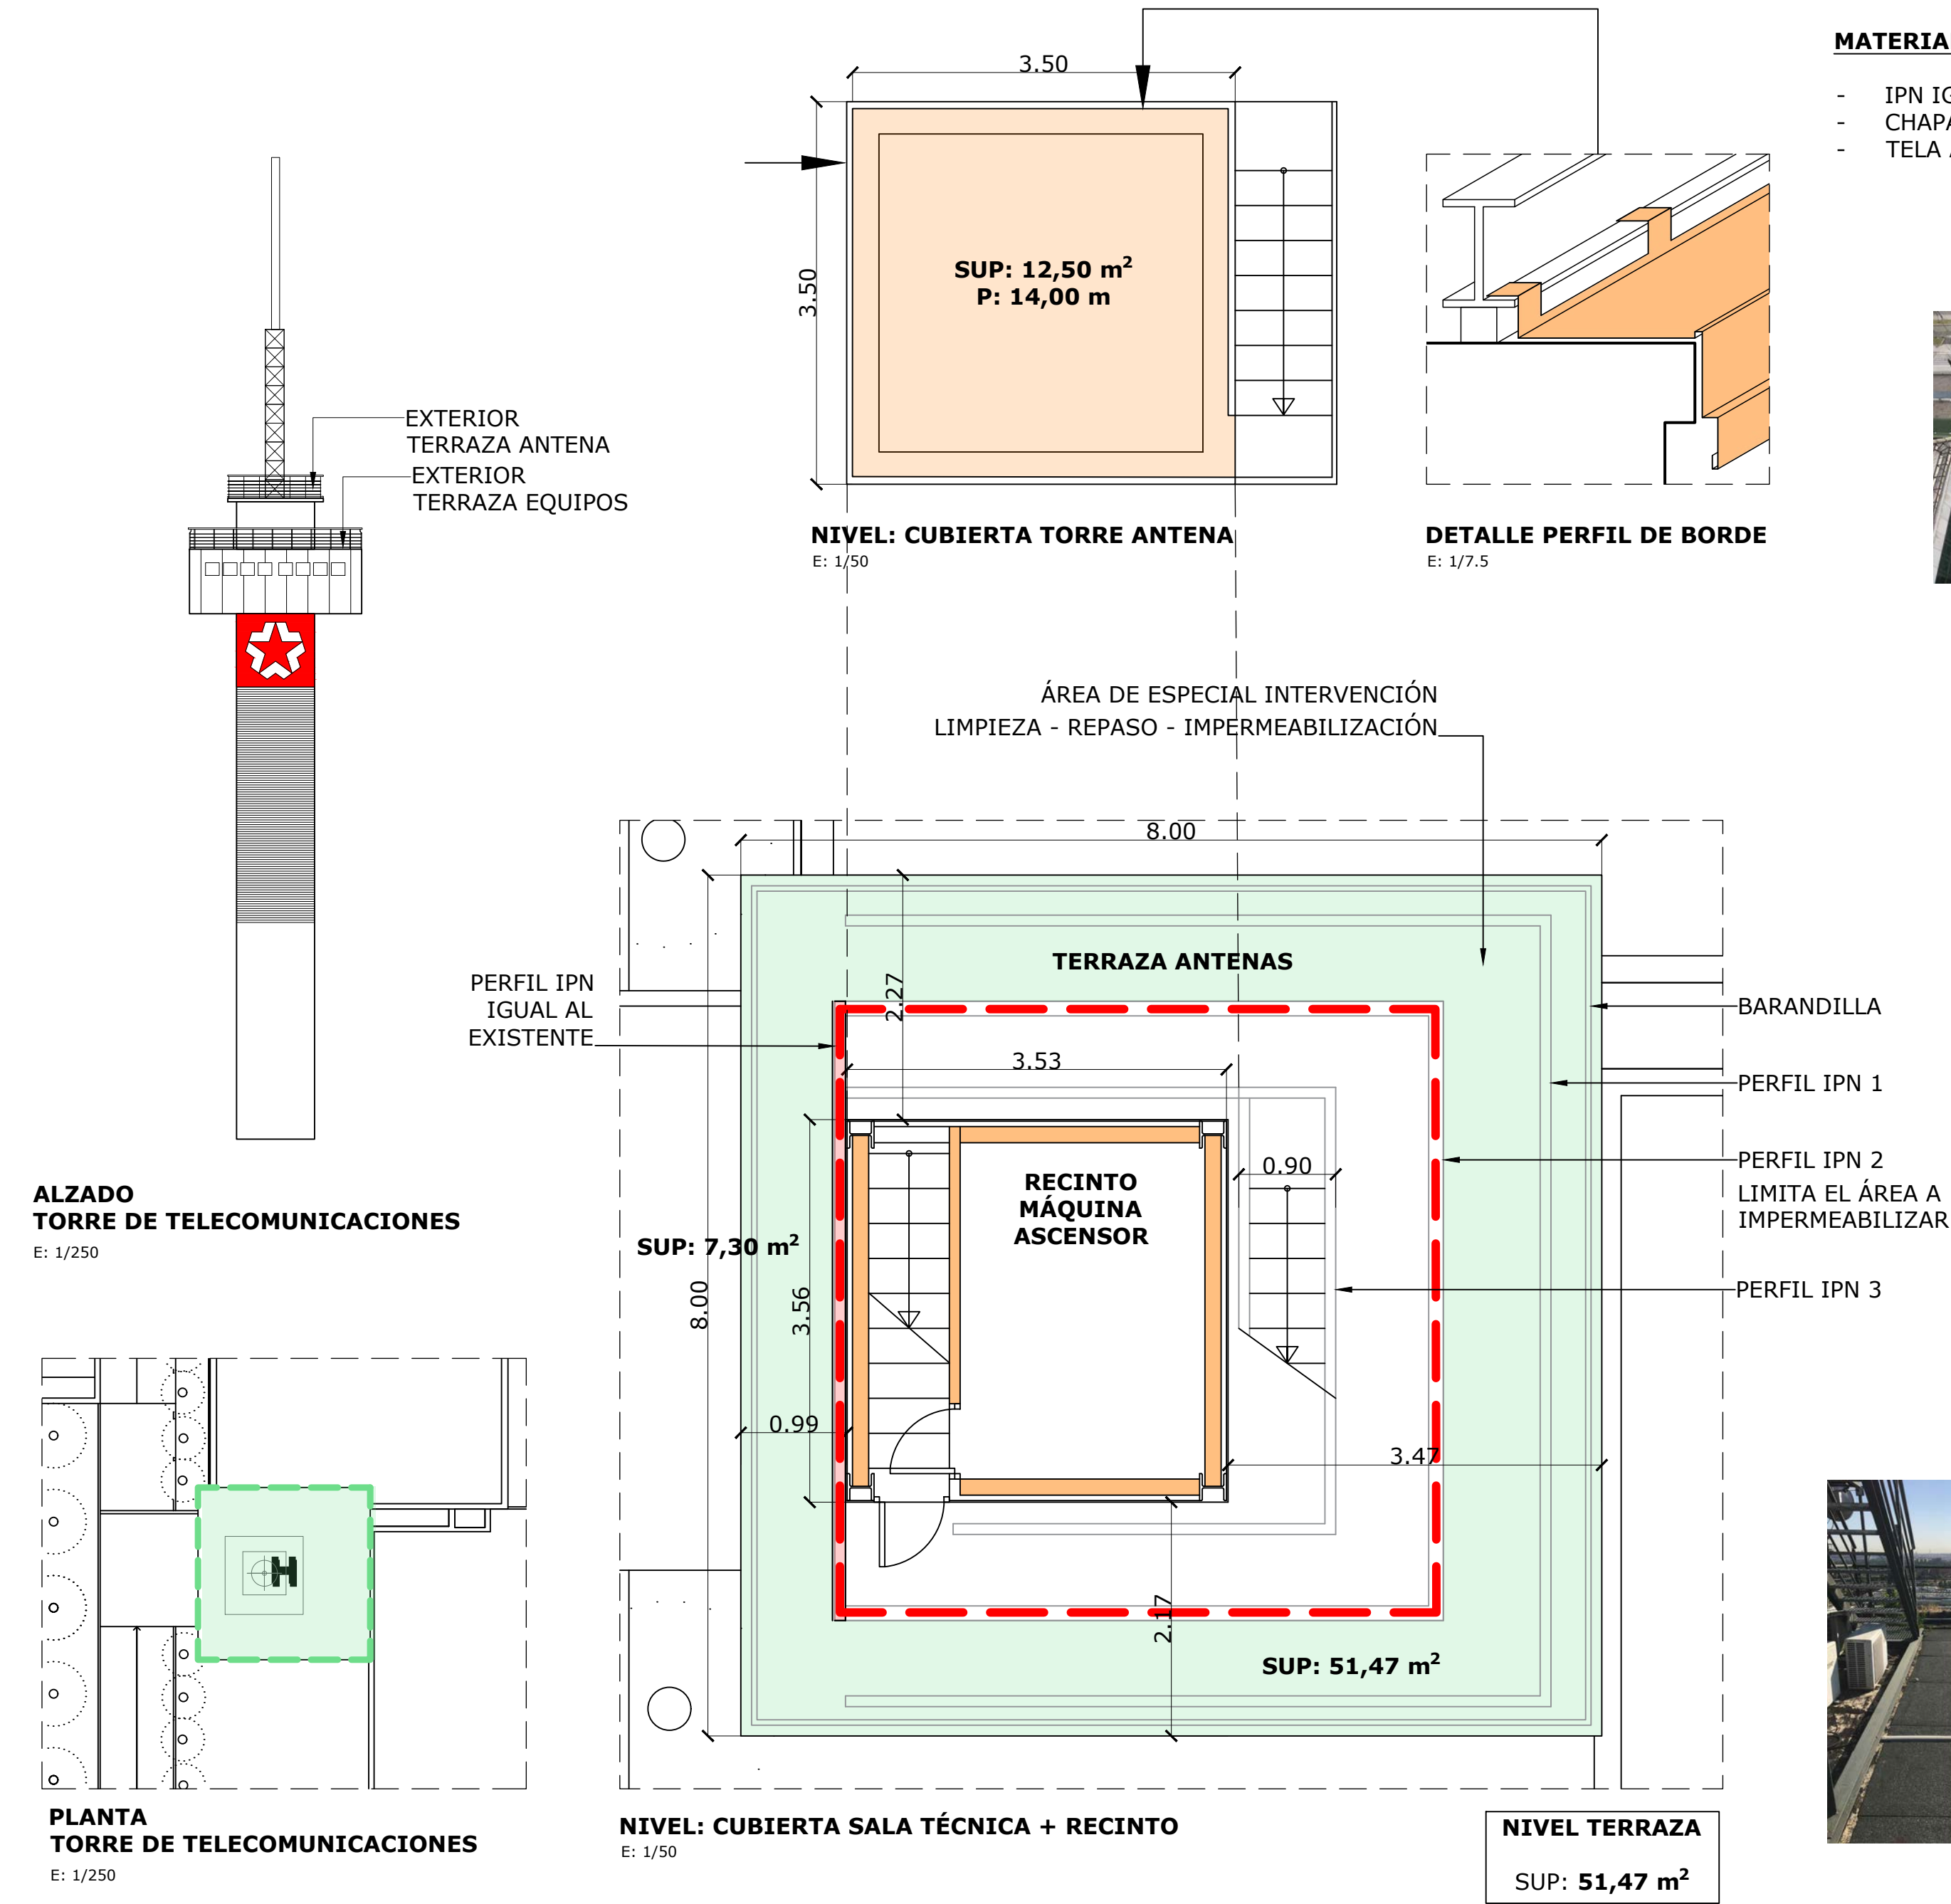 3.50
3.50
SUP: 12,50 m²
P: 14,00 m
NIVEL: CUBIERTA TORRE ANTENA
E: 1/50
DETALLE PERFIL DE BORDE
E: 1/7.5
- IPN
- TELA
EXTERIOR
TERRAZA ANTENA
EXTERIOR
TERRAZA EQUIPOS
ALZADO
TORRE DE TELECOMUNICACIONES
E: 1/250
ÁREA DE ESPECIAL INTERVENCIÓN
LIMPIEZA - REPASO - IMPERMEABILIZACIÓN
8.00
8.00
2.27
TERRAZA ANTENAS
PERFIL IPN
IGUAL AL
EXISTENTE
3.53
3.56
RECINTO
MÁQUINA
ASCENSOR
0.90
SUP: 7,30 m²
0.99
3.47
2.17
SUP: 51,47 m²
BARANDILLA
PERFIL IPN 1
PERFIL IPN 2
LIMITA EL ÁREA A
IMPERMEABILIZAR
PERFIL IPN 3
H
PLANTA
TORRE DE TELECOMUNICACIONES
E: 1/250
NIVEL: CUBIERTA SALA TÉCNICA + RECINTO
E: 1/50
NIVEL TERRAZA
SUP: 51,47 m²